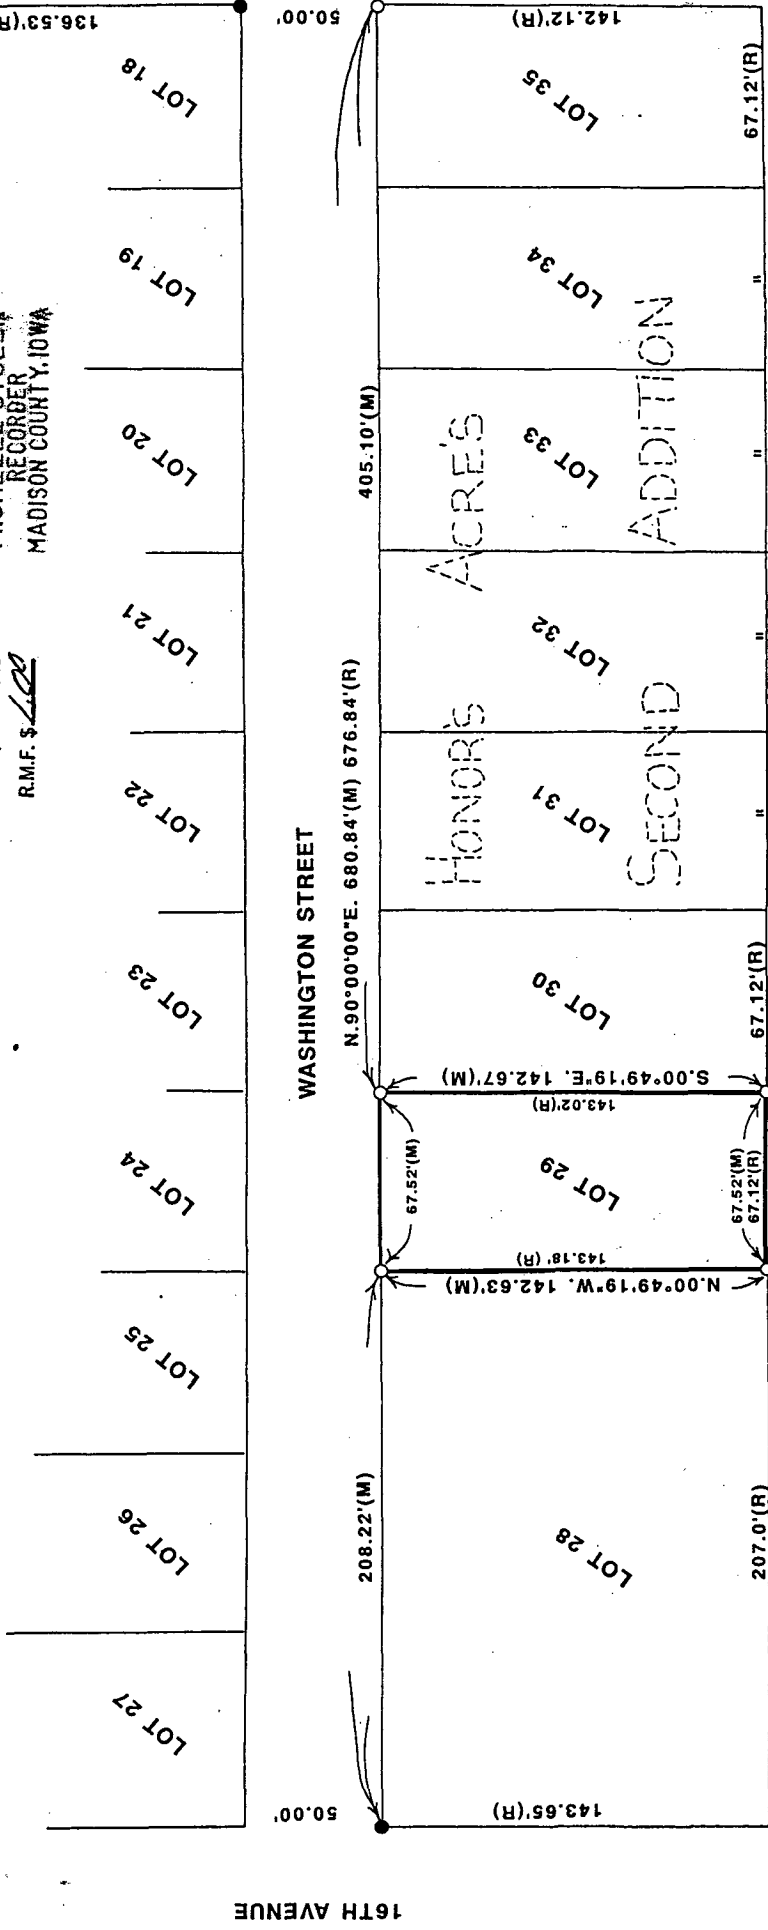 136.53'(R)
LOT 18
LOT 19
LOT 20
LOT 21
LOT 22
LOT 23
LOT 24
LOT 25
LOT 26
LOT 27
RECORDER
MADISON COUNTY, IOWA
R.M.F. $
50.00'
WASHINGTON STREET
N.90°00'00"E. 680.84'(M) 676.84'(R)
50.00'
208.22'(M)
67.52'(M)
405.10'(M)
142.12'(R)
LOT 35
LOT 34
LOT 33
LOT 32
LOT 31
LOT 30
LOT 29
LOT 28
HONOR'S ACRE'S
SECOND ADDITION
S.00°49'19"E. 142.67'(M)
143.02'(R)
143.18' (R)
N.00°49'19"W. 142.63'(M)
143.65'(R)
207.0'(R)
67.52'(M)
67.12'(R)
67.12'(R)
"
"
"
"
67.12'(R)
16TH AVENUE